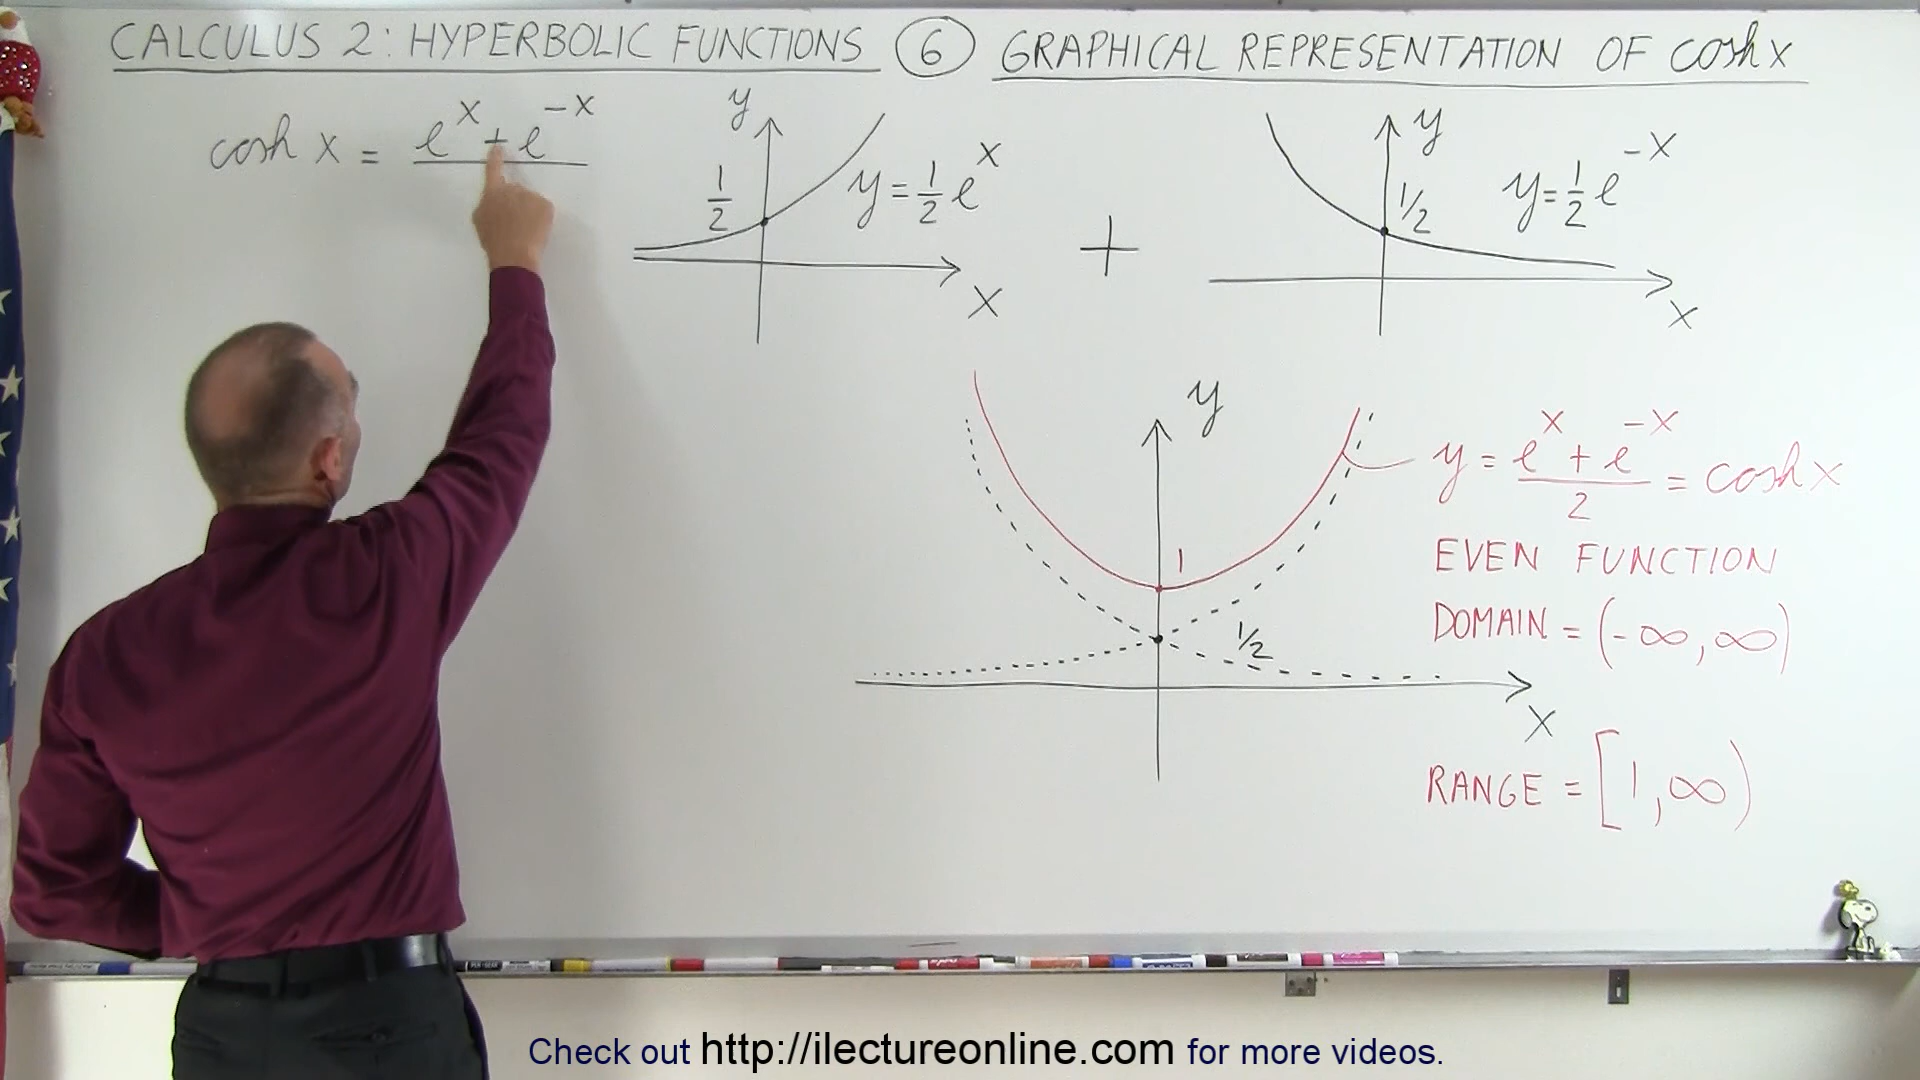 CALCULUS 2: HYPERBOLIC FUNCTIONS ⑥ GRAPHICAL REPRESENTATION OF cosh x
cosh x = e^x + e^-x
y
1/2
y = 1/2 e^x
x
+
y
1/2
y = 1/2 e^-x
x
y
1
1/2
x
y = (e^x + e^-x)/2 = cosh x
EVEN FUNCTION
DOMAIN = (-∞, ∞)
RANGE = [1, ∞)
Check out http://ilectureonline.com for more videos.